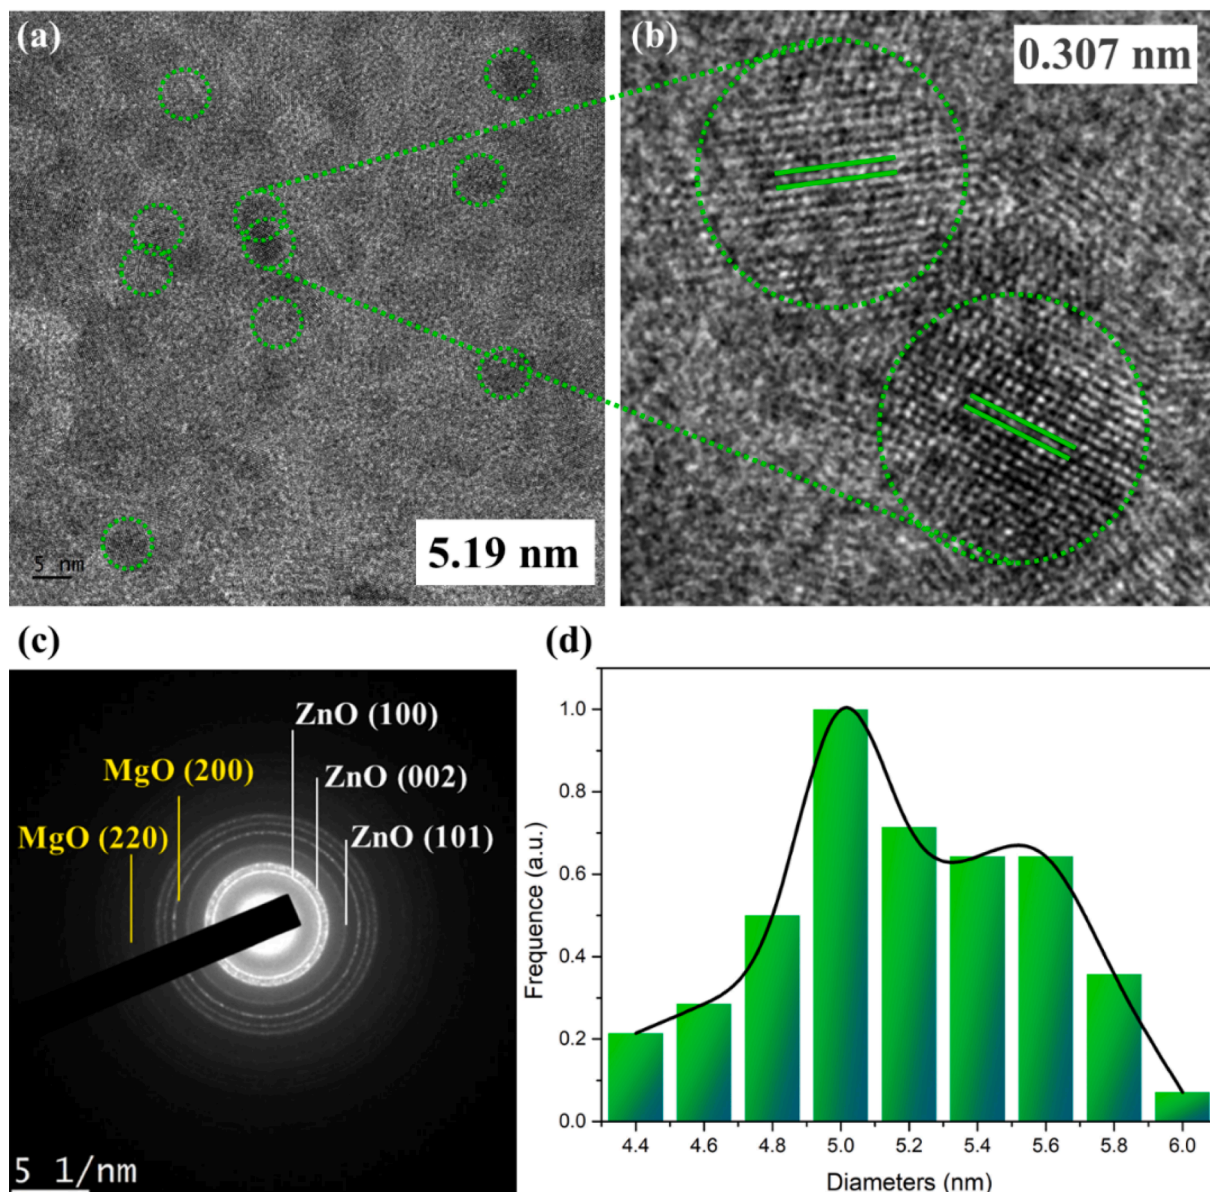 (a)
5 nm
5.19 nm
(b)
0.307 nm
(c)
ZnO (100)
MgO (200)
ZnO (002)
MgO (220)
ZnO (101)
5 1/nm
(d)
Frequence (a.u.)
1.0
0.8
0.6
0.4
0.2
0.0
4.4 4.6 4.8 5.0 5.2 5.4 5.6 5.8 6.0
Diameters (nm)